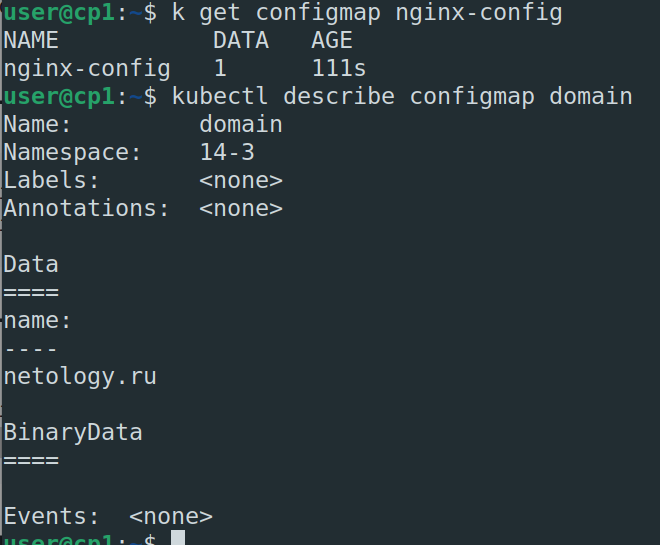 user@cp1:~$ k get configmap nginx-config
NAME           DATA   AGE
nginx-config   1      111s
user@cp1:~$ kubectl describe configmap domain
Name:         domain
Namespace:    14-3
Labels:       <none>
Annotations:  <none>

Data
====
name:
----
netology.ru

BinaryData
====

Events:  <none>
user@cp1:~$